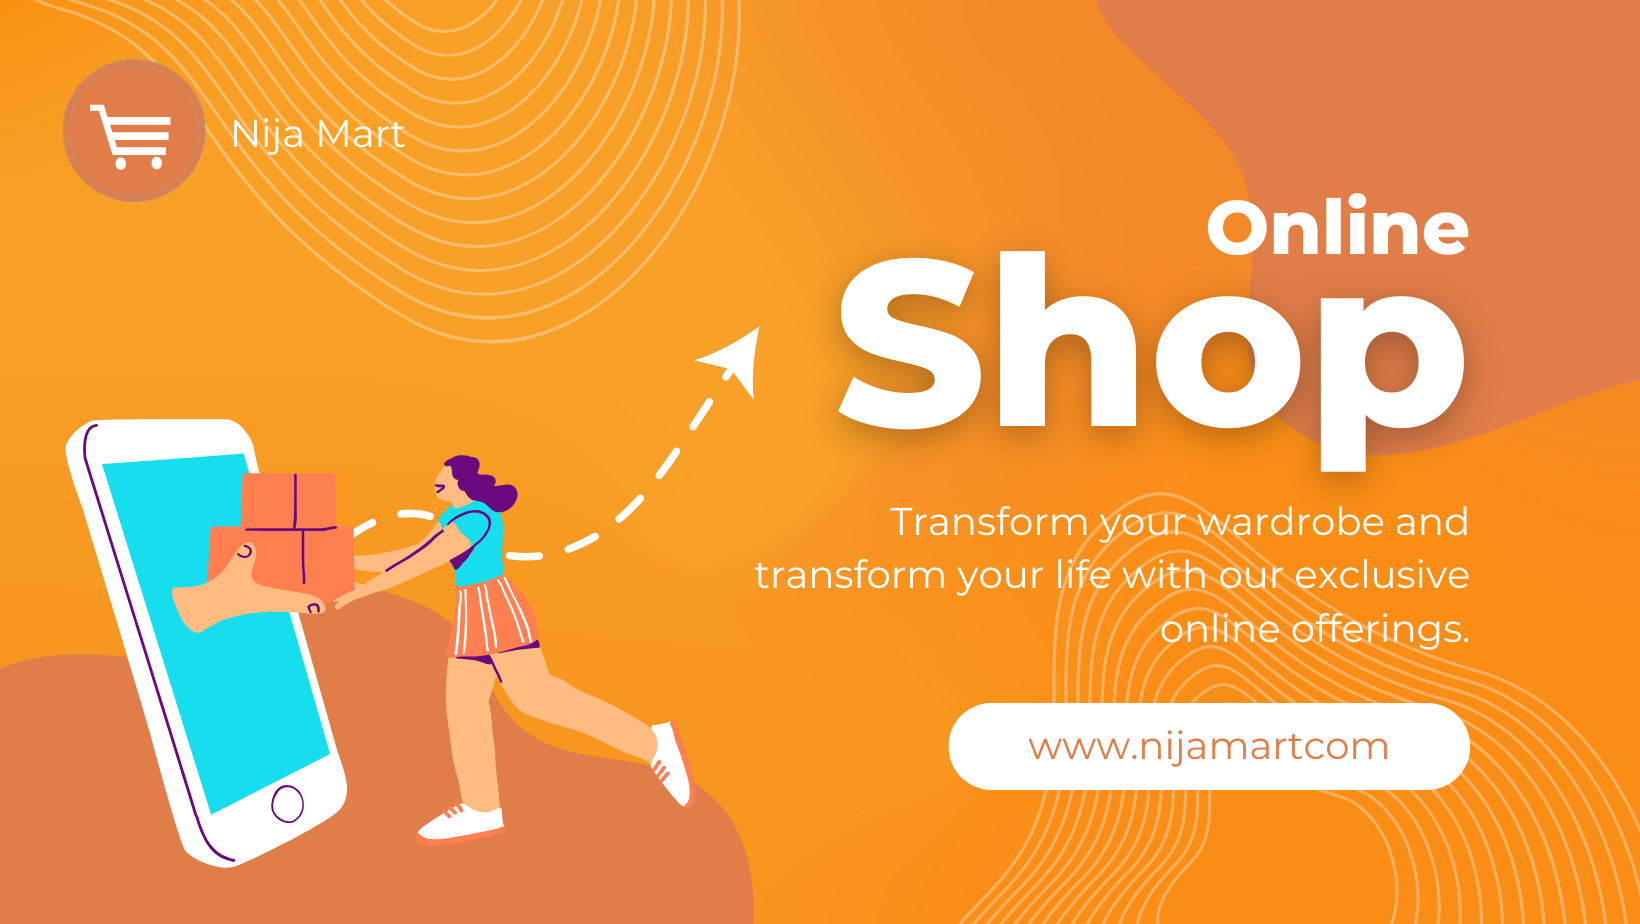 Nija Mart
Online
Shop
Transform your wardrobe and
transform your life with our exclusive
online offerings.
www.nijamartcom